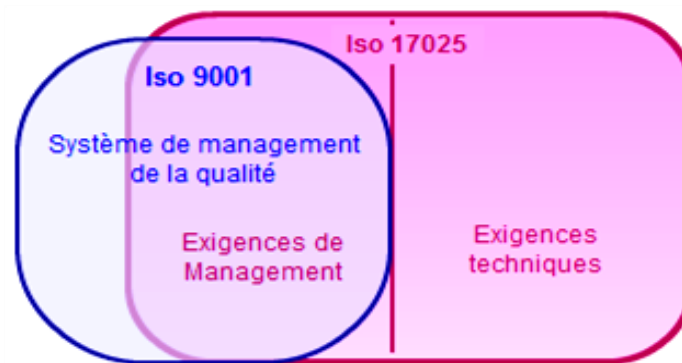 Iso 17025
Iso 9001
Système de management
de la qualité
Exigences de
Management
Exigences
techniques